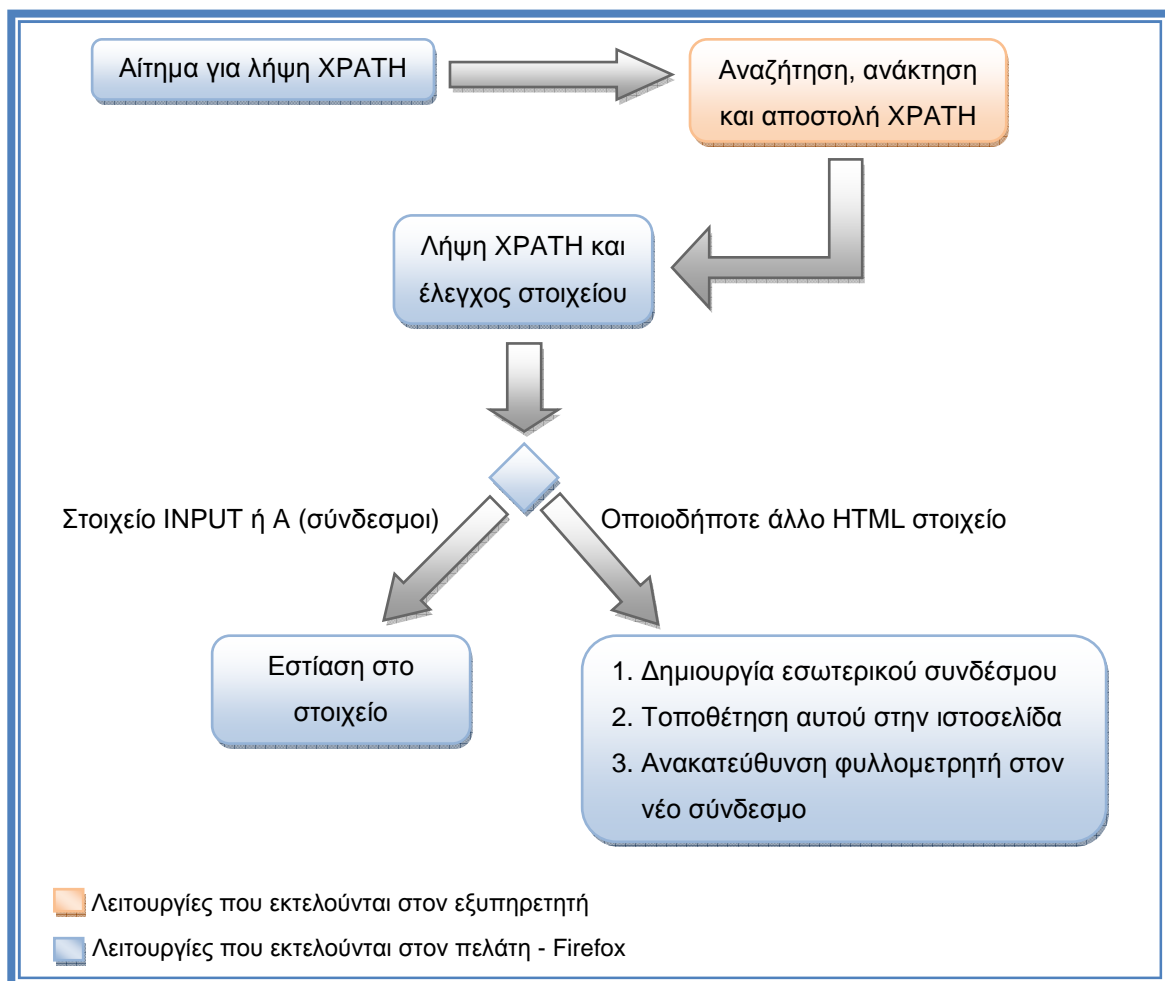 Αίτημα για λήψη XPATH
Αναζήτηση, ανάκτηση
και αποστολή XPATH
Λήψη XPATH και
έλεγχος στοιχείου
Στοιχείο INPUT ή A (σύνδεσμοι)
Οποιοδήποτε άλλο HTML στοιχείο
Εστίαση στο
στοιχείο
1. Δημιουργία εσωτερικού συνδέσμου
2. Τοποθέτηση αυτού στην ιστοσελίδα
3. Ανακατεύθυνση φυλλομετρητή στον
νέο σύνδεσμο
Λειτουργίες που εκτελούνται στον εξυπηρετητή
Λειτουργίες που εκτελούνται στον πελάτη - Firefox